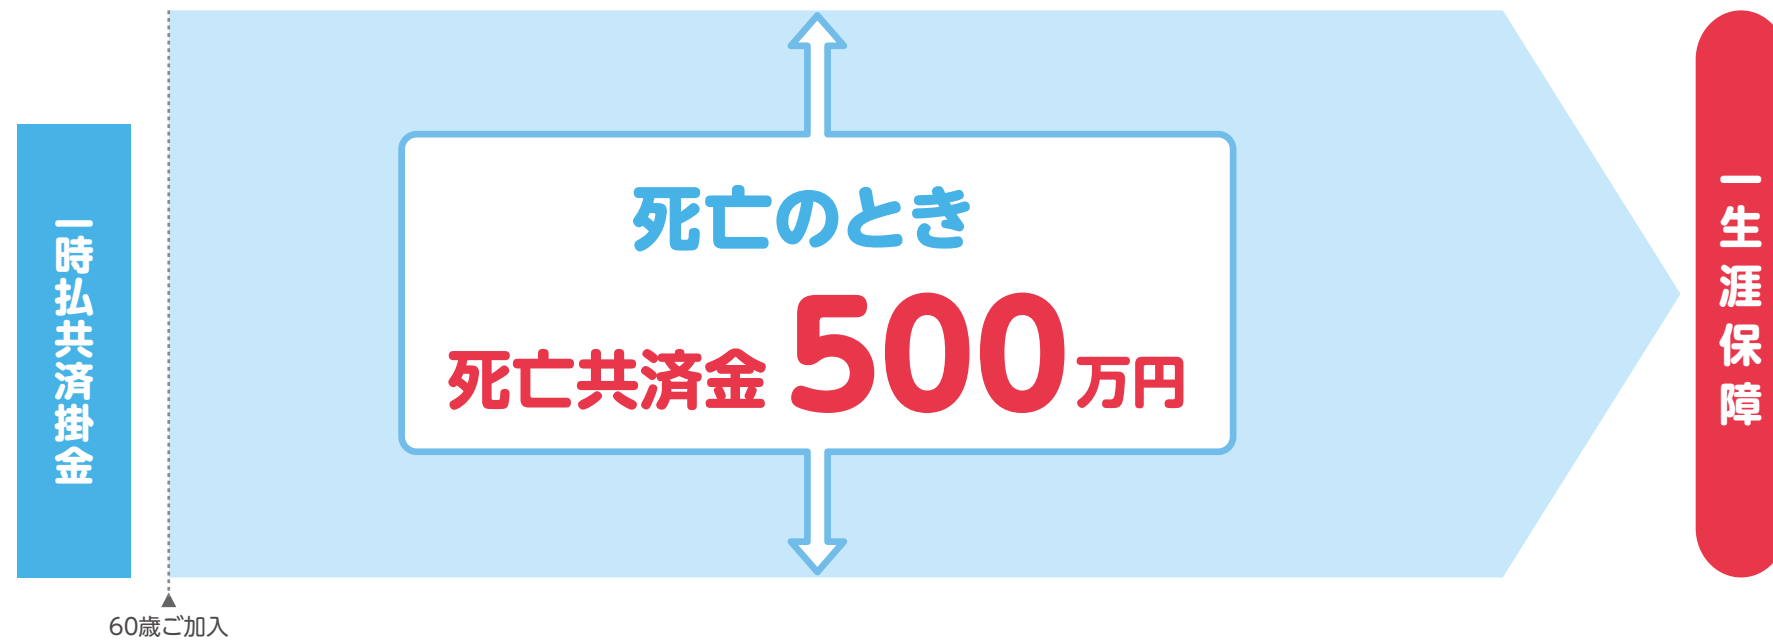 一時払共済掛金
死亡のとき
死亡共済金500万円
一生涯保障
60歳ご加入